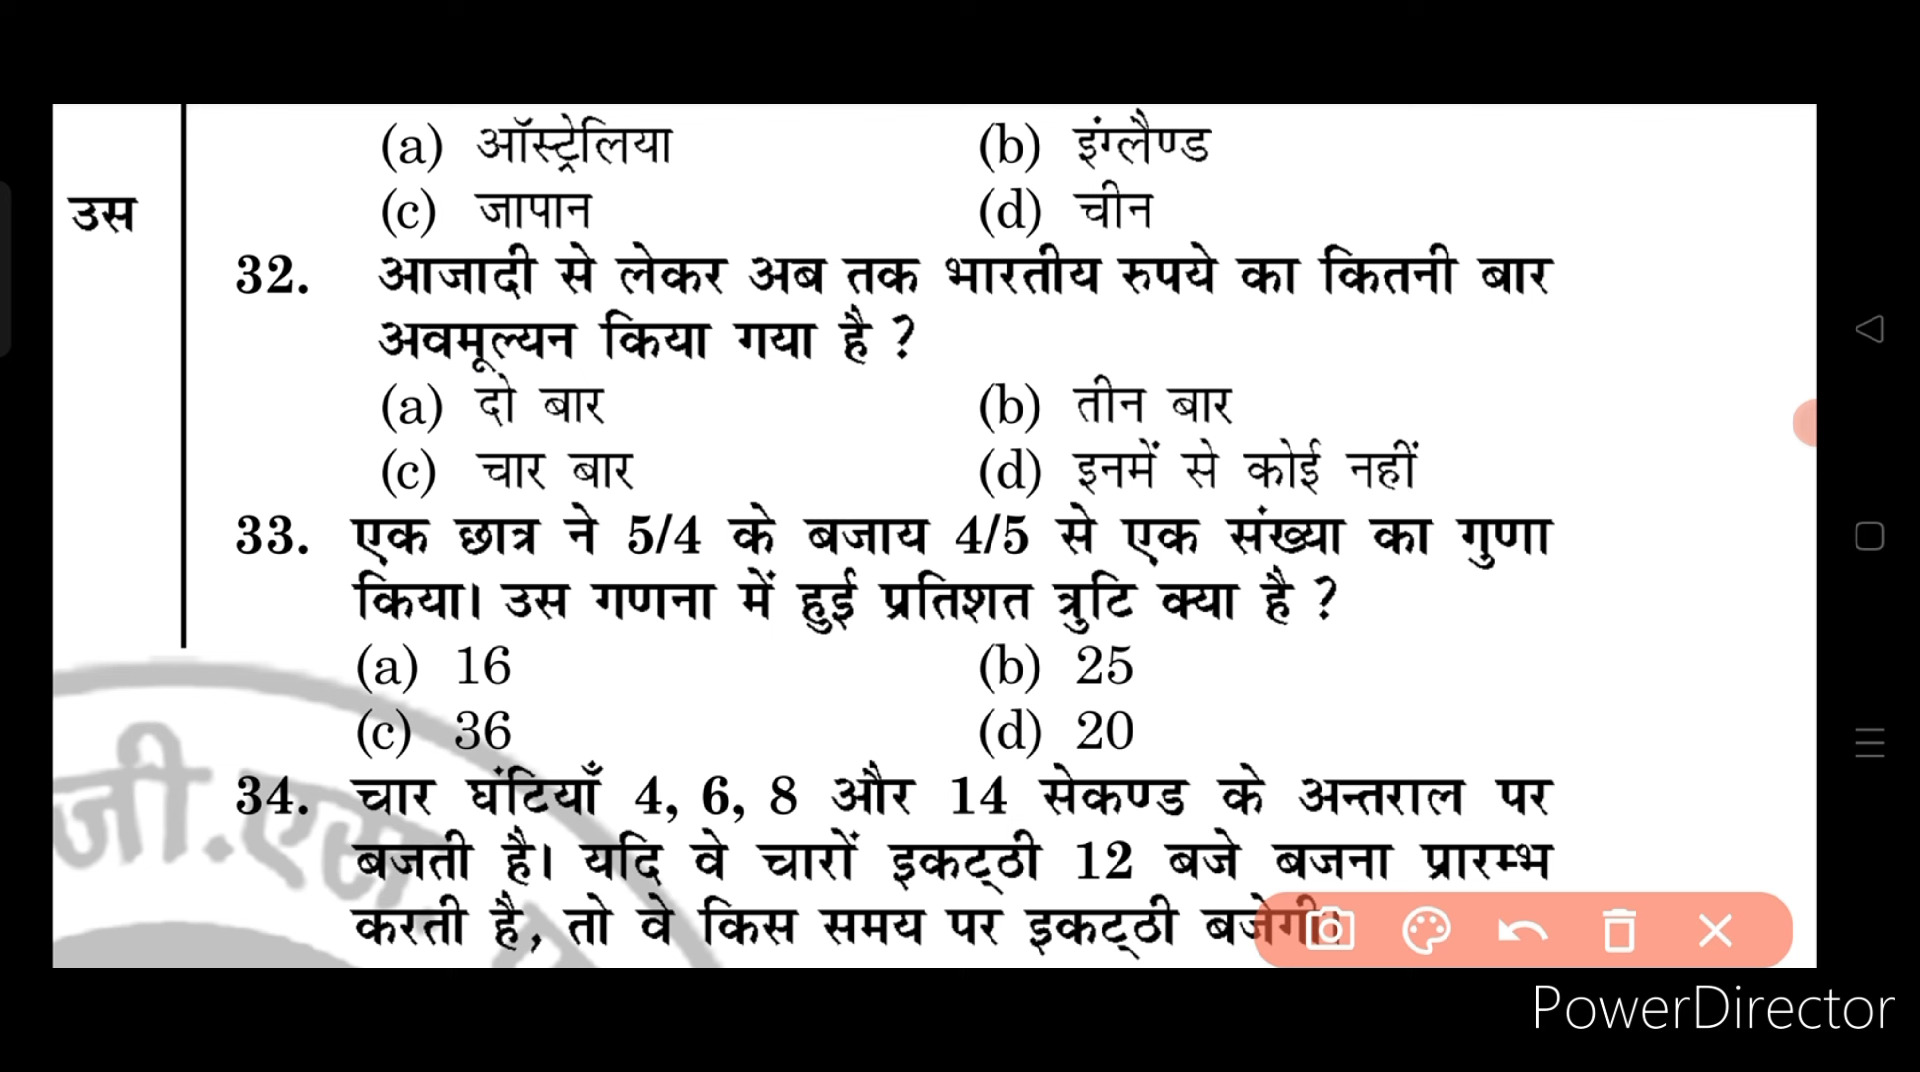 (a) ऑस्ट्रेलिया (b) इंग्लैण्ड
उस (c) जापान (d) चीन
32. आजादी से लेकर अब तक भारतीय रुपये का कितनी बार
अवमूल्यन किया गया है ?
(a) दो बार (b) तीन बार
(c) चार बार (d) इनमें से कोई नहीं
33. एक छात्र ने 5/4 के बजाय 4/5 से एक संख्या का गुणा
किया। उस गणना में हुई प्रतिशत त्रुटि क्या है ?
(a) 16 (b) 25
(c) 36 (d) 20
34. चार घंटियाँ 4, 6, 8 और 14 सेकण्ड के अन्तराल पर
बजती है। यदि वे चारों इकट्ठी 12 बजे बजना प्रारम्भ
करती है, तो वे किस समय पर इकट्ठी बजेगी।
जी.एस.
PowerDirector